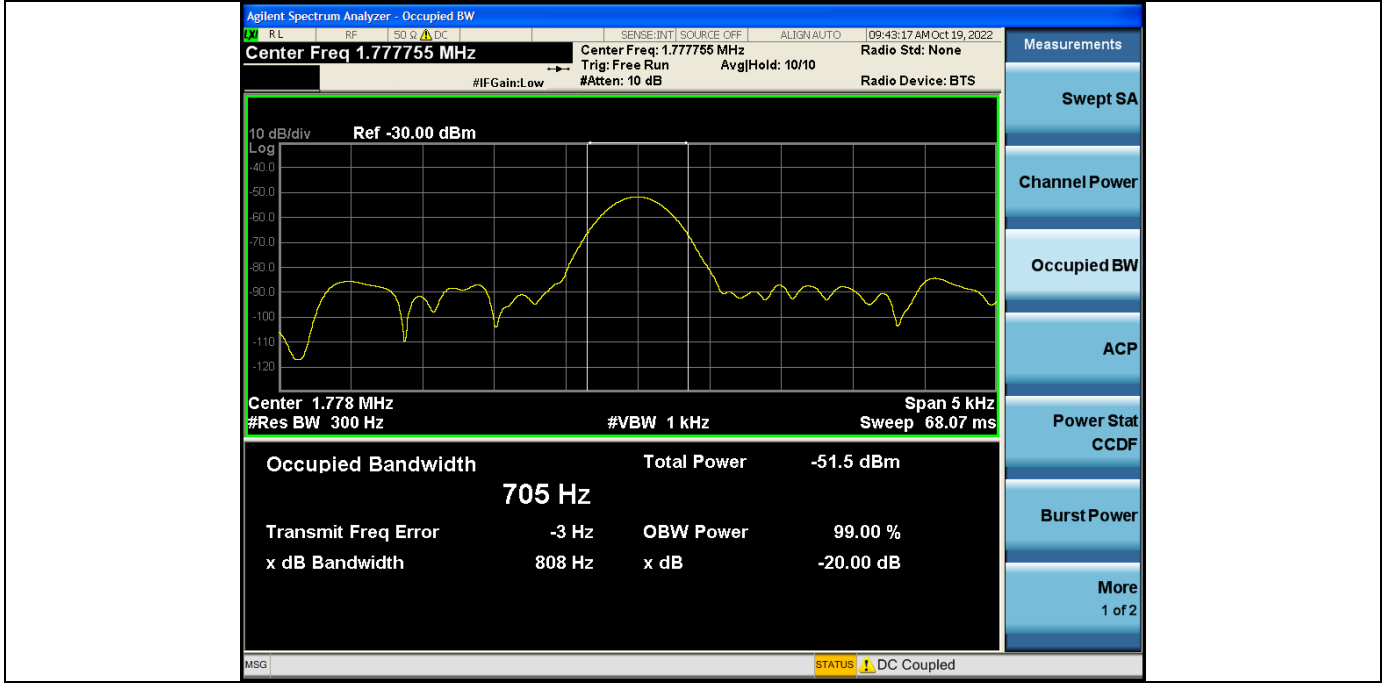 Agilent Spectrum Analyzer - Occupied BW
LXI RL RF 50 Ω DC SENSE:INT SOURCE OFF ALIGN AUTO 09:43:17 AM Oct 19, 2022
Center Freq 1.777755 MHz
Center Freq: 1.777755 MHz
Radio Std: None
Trig: Free Run Avg|Hold: 10/10
#IFGain:Low
#Atten: 10 dB
Radio Device: BTS
10 dB/div Ref -30.00 dBm
Log
-40.0
-50.0
-60.0
-70.0
-80.0
-90.0
-100
-110
-120
Center 1.778 MHz Span 5 kHz
#Res BW 300 Hz #VBW 1 kHz Sweep 68.07 ms
Occupied Bandwidth Total Power -51.5 dBm
705 Hz
Transmit Freq Error -3 Hz OBW Power 99.00 %
x dB Bandwidth 808 Hz x dB -20.00 dB
MSG STATUS DC Coupled
Measurements
Swept SA
Channel Power
Occupied BW
ACP
Power Stat
CCDF
Burst Power
More
1 of 2